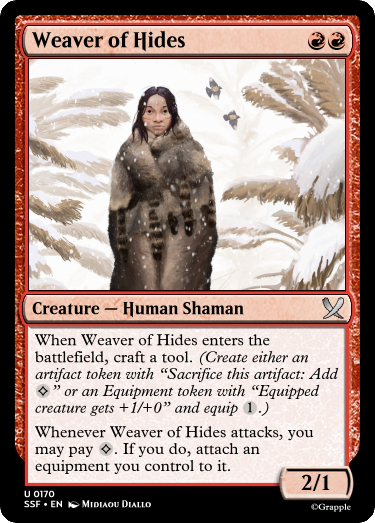 Weaver of Hides
Creature — Human Shaman
When Weaver of Hides enters the
battlefield, craft a tool. (Create either an
artifact token with “Sacrifice this artifact: Add
◇” or an Equipment token with “Equipped
creature gets +1/+0” and equip 1.)
Whenever Weaver of Hides attacks, you
may pay ◇. If you do, attach an
equipment you control to it.
2/1
U 0170
SSF • EN Midiaou Diallo
©Grapple